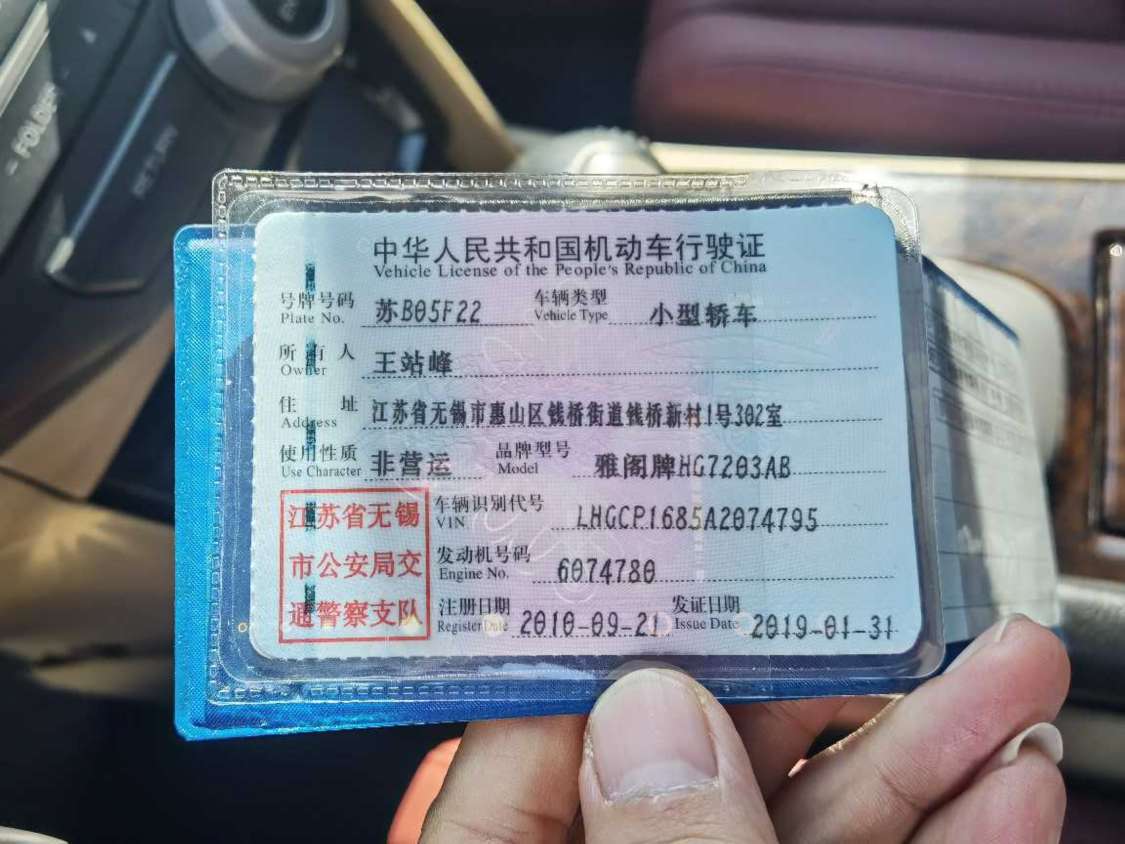 FOLDER
RETURN
中华人民共和国机动车行驶证
Vehicle License of the People's Republic of China
号牌号码 苏B05F22 车辆类型 小型轿车
Plate No. Vehicle Type
所有人 王站峰
Owner
住址 江苏省无锡市惠山区钱桥街道钱桥新村1号302室
Address
使用性质 非营运 品牌型号 雅阁牌HG7203AB
Use Character Model
江苏省无锡
市公安局交
通警察支队
车辆识别代号 LHGCP1685A2074795
VIN
发动机号码 6074780
Engine No.
注册日期 2010-09-21 发证日期 2019-01-31
Register Date Issue Date